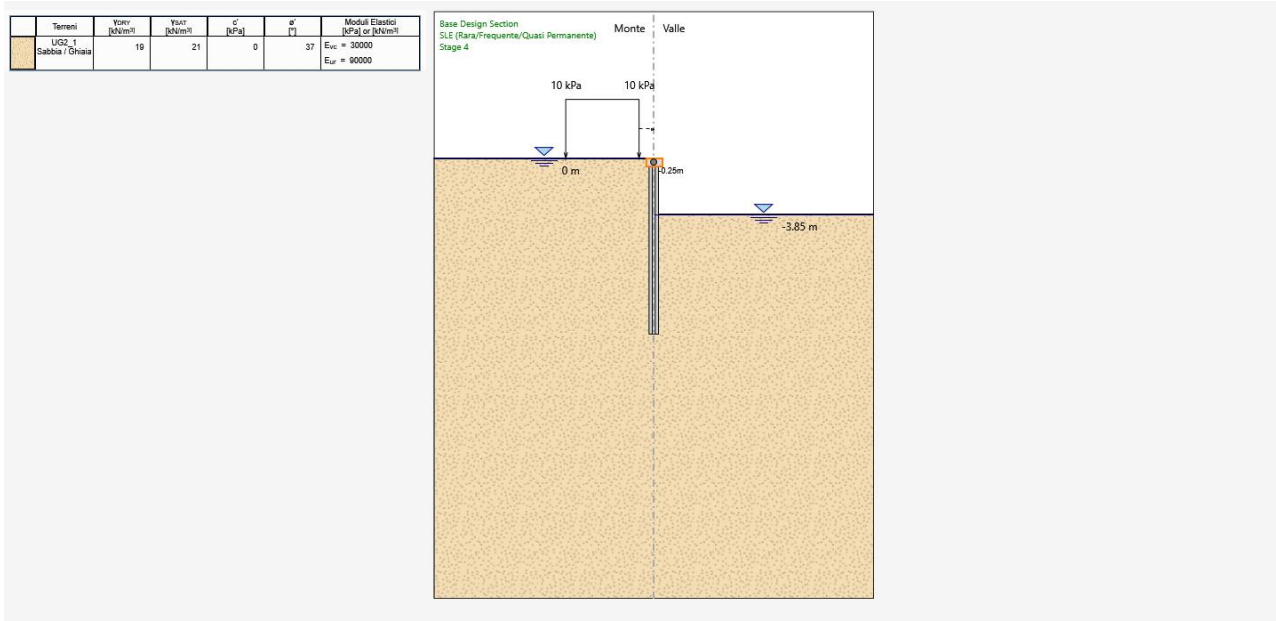 Terreni γDRY [kN/m³] γSAT [kN/m³] c' [kPa] ø' [°] Moduli Elastici [kPa] or [kN/m³]
UG2_1 Sabbia / Ghiaia 19 21 0 37 Evc = 30000
Eur = 90000
Base Design Section
SLE (Rara/Frequente/Quasi Permanente)
Stage 4
Monte Valle
10 kPa 10 kPa
0 m
-0.25m
-3.85 m